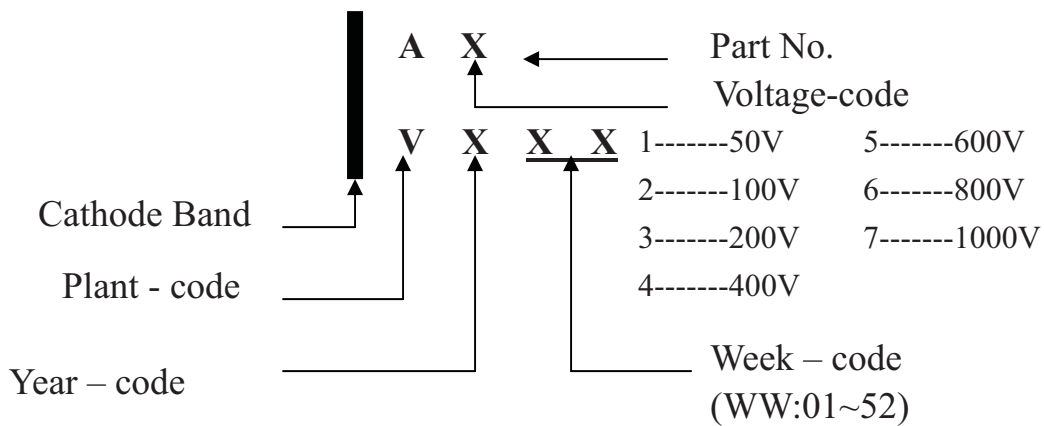 A X Part No.
Voltage-code
V X X X
1-------50V 5-------600V
2-------100V 6-------800V
3-------200V 7-------1000V
4-------400V
Cathode Band
Plant - code
Year – code
Week – code
(WW:01~52)